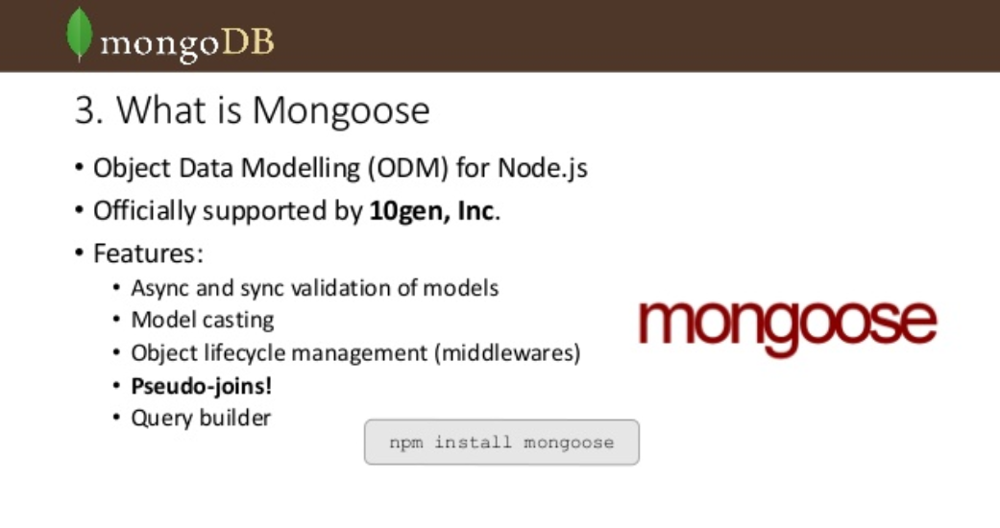 mongoDB
3. What is Mongoose
• Object Data Modelling (ODM) for Node.js
• Officially supported by 10gen, Inc.
• Features:
• Async and sync validation of models
• Model casting
• Object lifecycle management (middlewares)
• Pseudo-joins!
• Query builder
mongoose
npm install mongoose